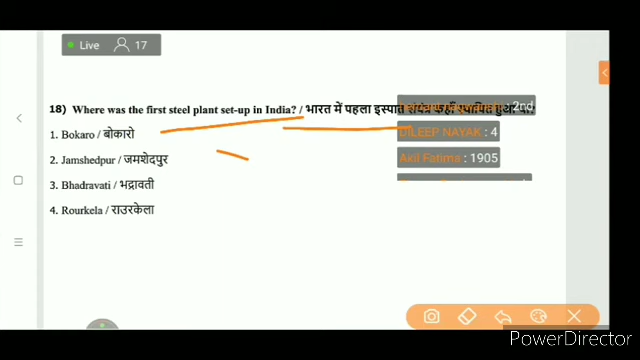 Live 17
18) Where was the first steel plant set-up in India? / भारत में पहला इस्पात संयंत्र कहाँ स्थापित हुआ था?
: 2nd
1. Bokaro / बोकारो
DILEEP NAYAK : 4
2. Jamshedpur / जमशेदपुर
Akil Fatima : 1905
3. Bhadravati / भद्रावती
4. Rourkela / राउरकेला
PowerDirector